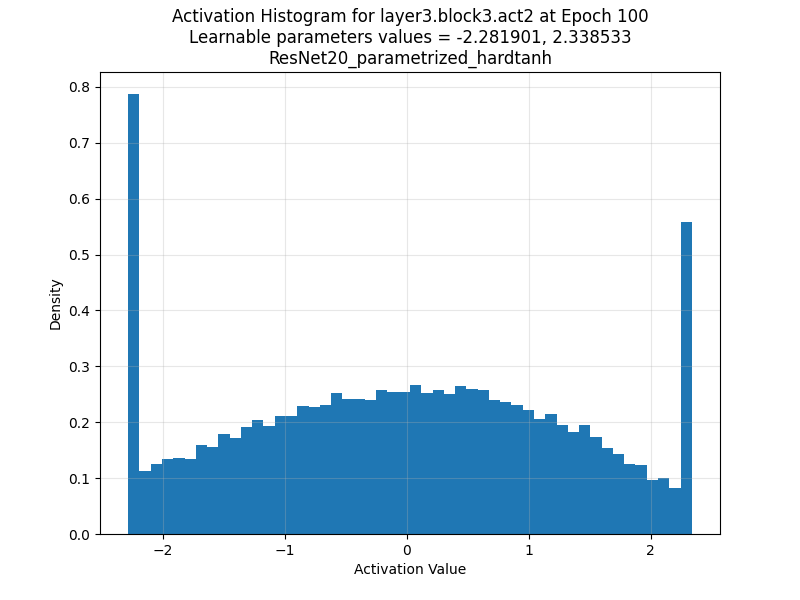 Activation Histogram for layer3.block3.act2 at Epoch 100
Learnable parameters values = -2.281901, 2.338533
ResNet20_parametrized_hardtanh
0.8
0.7
0.6
0.5
0.4
0.3
0.2
0.1
0.0
Density
−2
−1
0
1
2
Activation Value